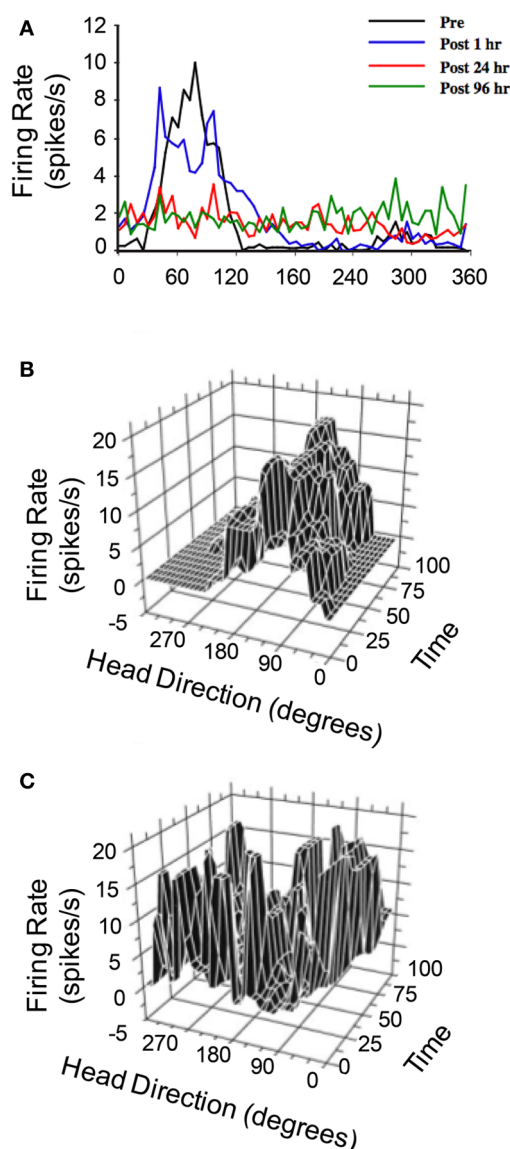 A
Firing Rate
(spikes/s)
12
10
8
6
4
2
0
0 60 120 160 240 300 360
Pre
Post 1 hr
Post 24 hr
Post 96 hr
B
Firing Rate
(spikes/s)
20
15
10
5
0
-5
270 180 90 0
Head Direction (degrees)
0 25 50 75 100
Time
C
Firing Rate
(spikes/s)
20
15
10
5
0
-5
270 180 90 0
Head Direction (degrees)
0 25 50 75 100
Time